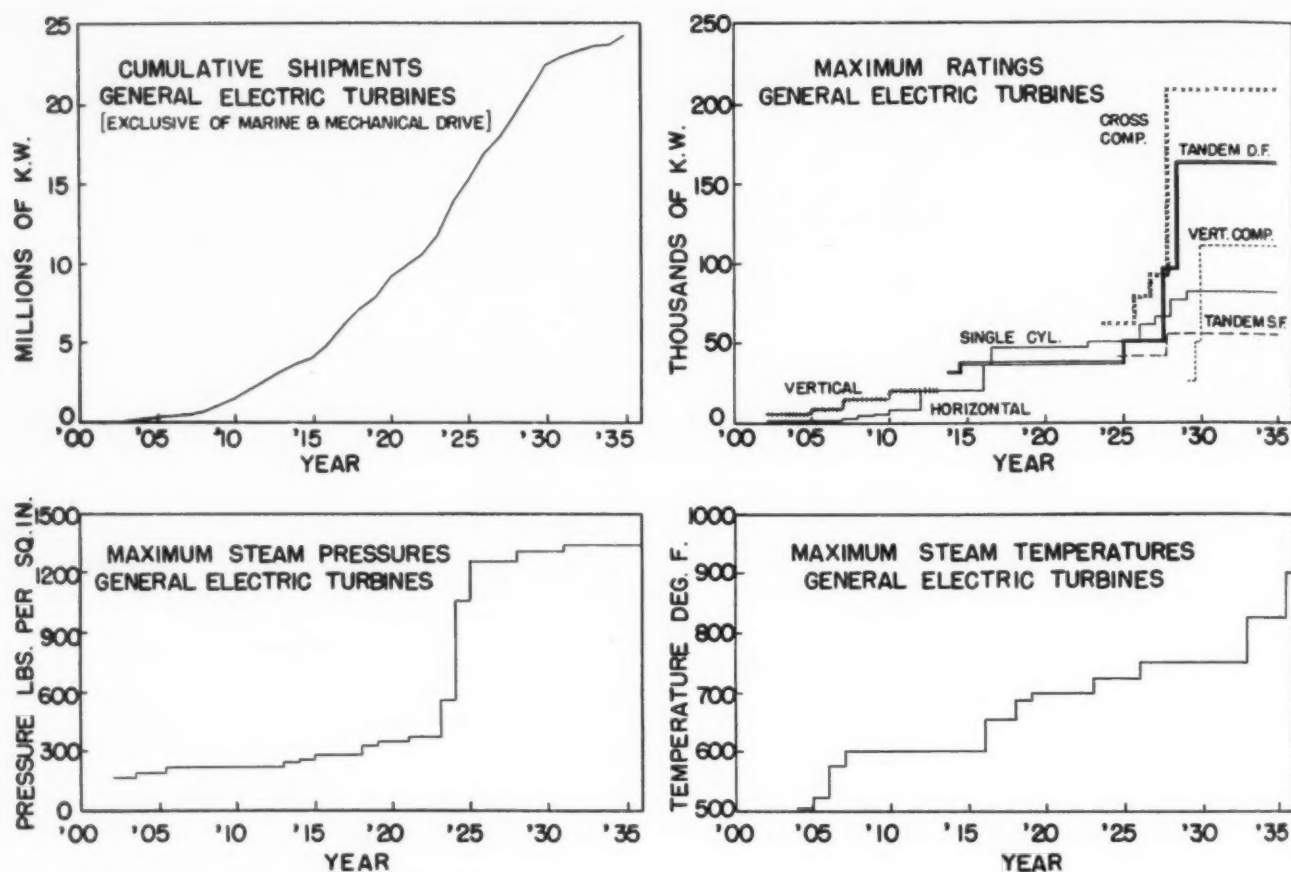 CUMULATIVE SHIPMENTS
GENERAL ELECTRIC TURBINES
[EXCLUSIVE OF MARINE & MECHANICAL DRIVE]
MILLIONS OF K.W.
25
20
15
10
5
0
'00 '05 '10 '15 '20 '25 '30 '35
YEAR
MAXIMUM RATINGS
GENERAL ELECTRIC TURBINES
THOUSANDS OF K.W.
250
200
150
100
50
0
CROSS
COMP.
TANDEM D.F.
VERT. COMP.
SINGLE CYL.
TANDEM S.F.
VERTICAL
HORIZONTAL
'00 '05 '10 '15 '20 '25 '30 '35
YEAR
MAXIMUM STEAM PRESSURES
GENERAL ELECTRIC TURBINES
PRESSURE LBS. PER SQ. IN.
1500
1200
900
600
300
0
'00 '05 '10 '15 '20 '25 '30 '35
YEAR
MAXIMUM STEAM TEMPERATURES
GENERAL ELECTRIC TURBINES
TEMPERATURE DEG. F.
1000
900
800
700
600
500
'00 '05 '10 '15 '20 '25 '30 '35
YEAR